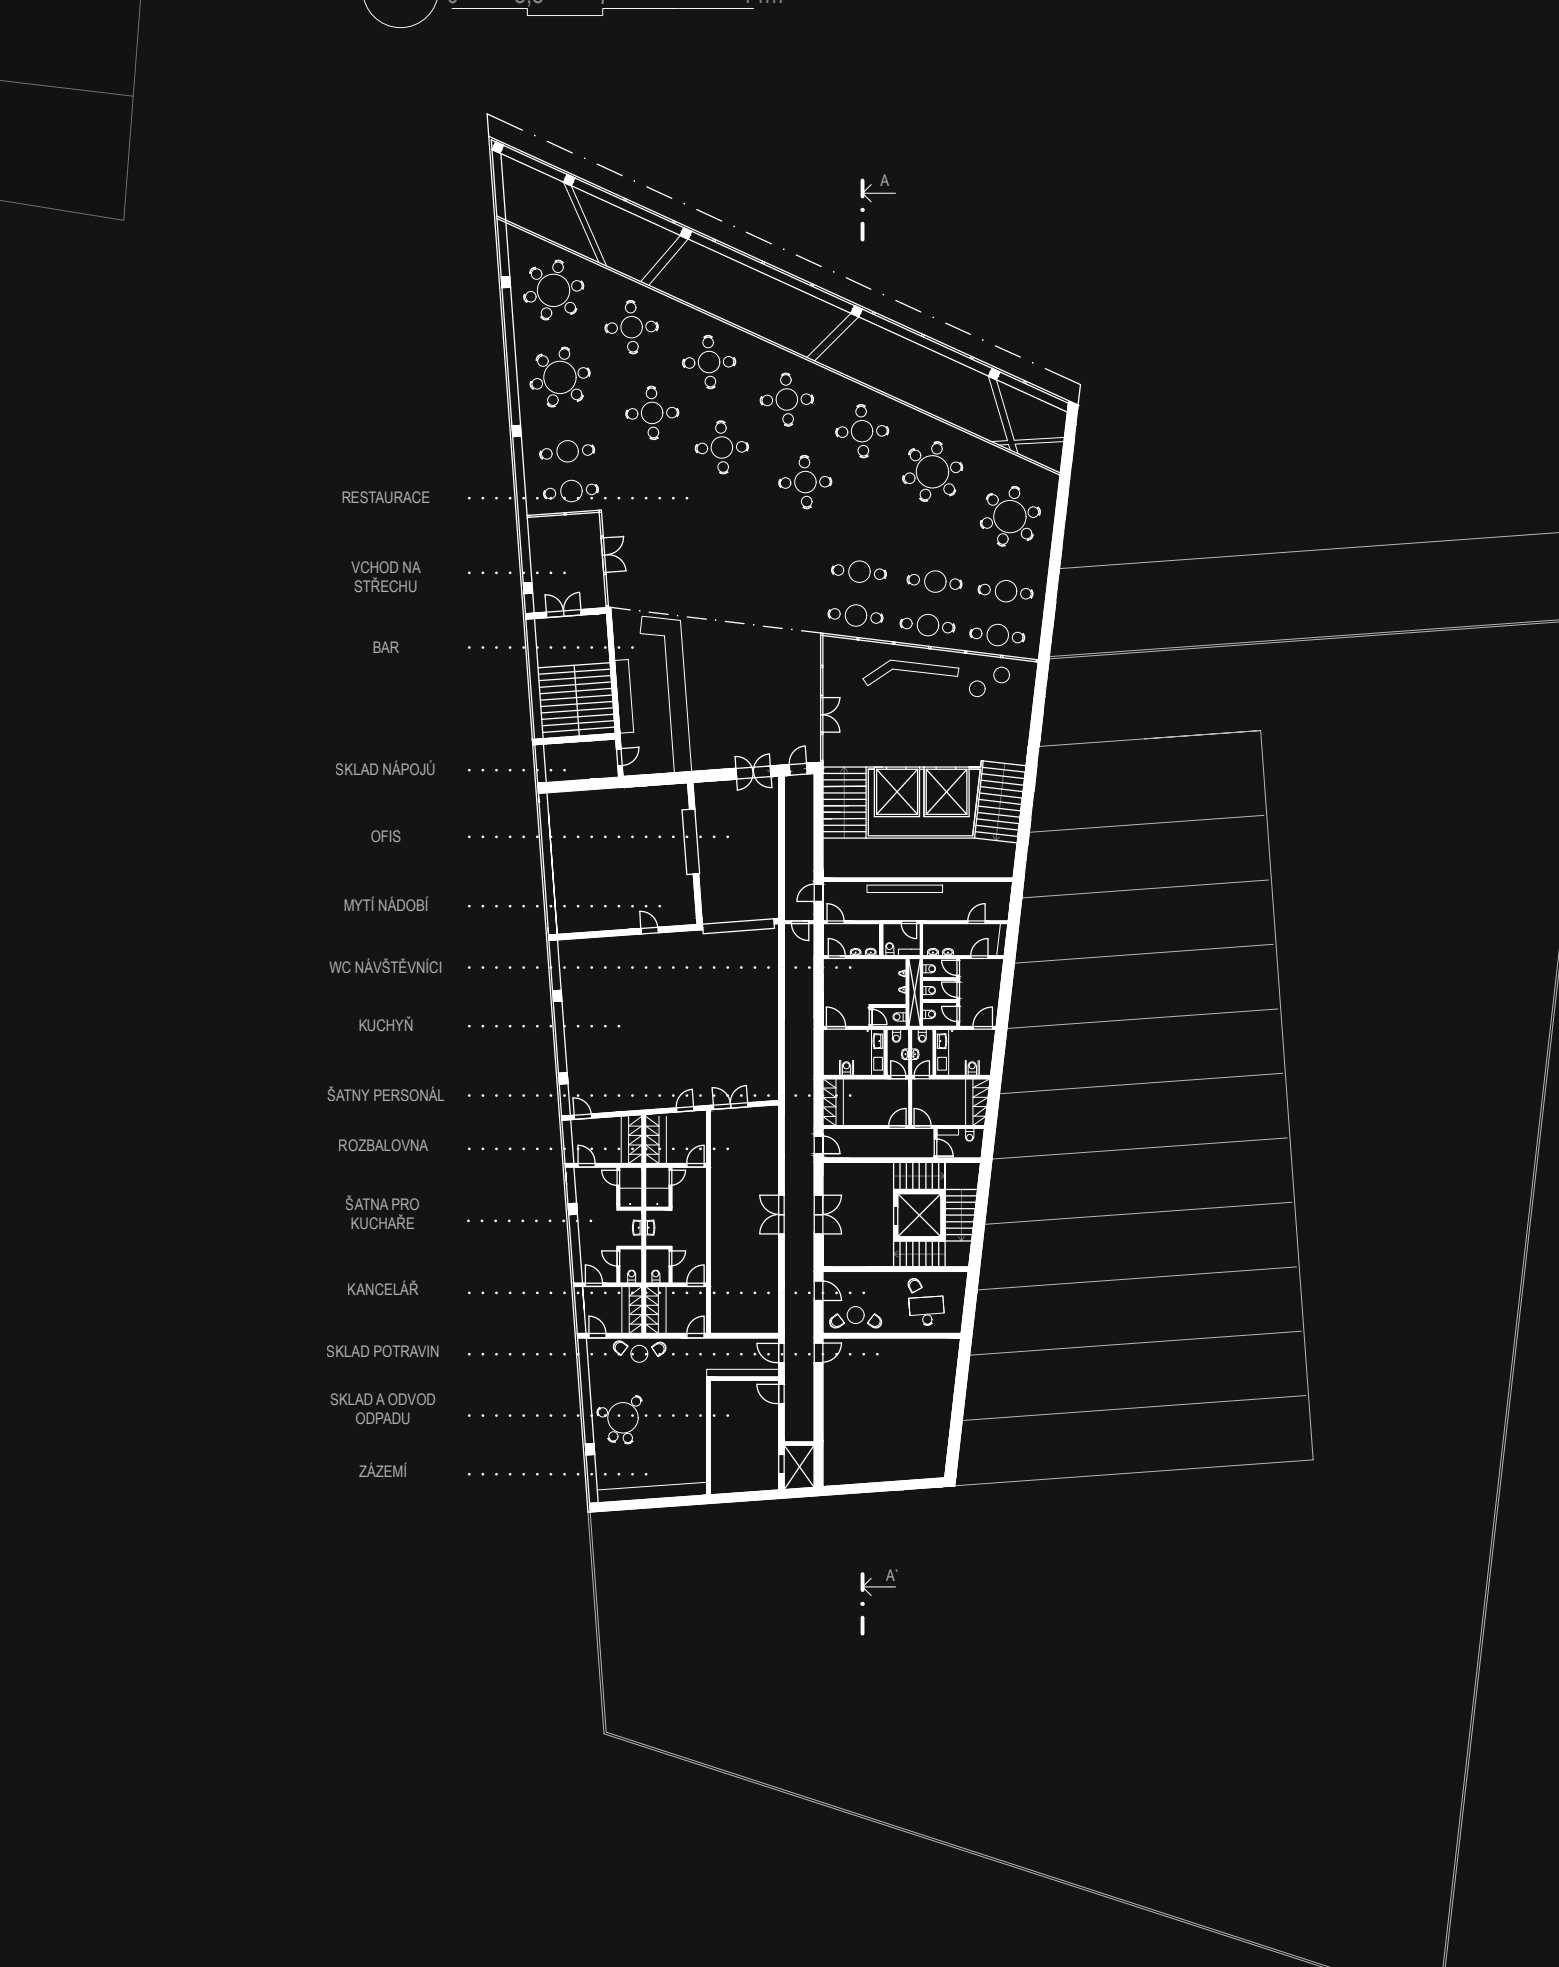 A
RESTAURACE
VCHOD NA
STŘECHU
BAR
SKLAD NÁPOJŮ
OFIS
MYTÍ NÁDOBÍ
WC NÁVŠTĚVNÍCI
KUCHYŇ
ŠATNY PERSONÁL
ROZBALOVNA
ŠATNA PRO
KUCHAŘE
KANCELÁŘ
SKLAD POTRAVIN
SKLAD A ODVOD
ODPADU
ZÁZEMÍ
A`